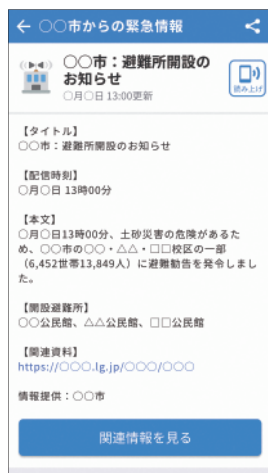 ○○市からの緊急情報
○○市：避難所開設の
お知らせ
○月○日 13:00更新
読み上げ
【タイトル】
○○市：避難所開設のお知らせ
【配信時刻】
○月○日 13時00分
【本文】
○月○日13時00分、土砂災害の危険があるた
め、○○市の○○・△△・□□校区の一部
（6,452世帯13,849人）に避難勧告を発令しまし
た。
【開設避難所】
○○公民館、△△公民館、□□公民館
【関連資料】
https://○○○.lg.jp/○○○/○○○
情報提供：○○市
関連情報を見る